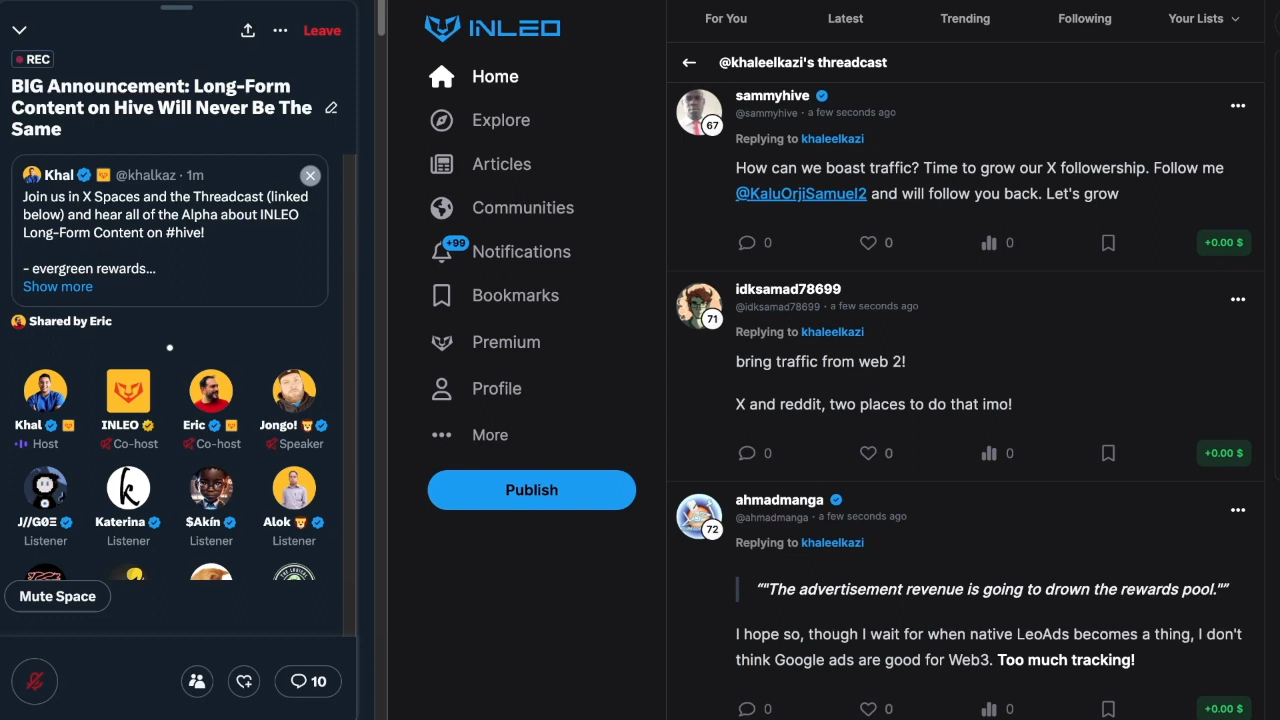 Leave
REC
BIG Announcement: Long-Form
Content on Hive Will Never Be The
Same
Khal @khalkaz · 1m
Join us in X Spaces and the Threadcast (linked
below) and hear all of the Alpha about INLEO
Long-Form Content on #hive!
- evergreen rewards...
Show more
Shared by Eric
Khal INLEO Eric Jongo!
Host Co-host Co-host Speaker
J//GΘΞ Katerina $Akín Alok
Listener Listener Listener Listener
Mute Space
10
INLEO
Home
Explore
Articles
Communities
+99
Notifications
Bookmarks
Premium
Profile
More
Publish
For You Latest Trending Following Your Lists
@khaleelkazi's threadcast
sammyhive
67
@sammyhive · a few seconds ago
Replying to khaleelkazi
How can we boast traffic? Time to grow our X followership. Follow me
@KaluOrjiSamuel2 and will follow you back. Let's grow
0 0 0 +0.00 $
idksamad78699
71
@idksamad78699 · a few seconds ago
Replying to khaleelkazi
bring traffic from web 2!
X and reddit, two places to do that imo!
0 0 0 +0.00 $
ahmadmanga
72
@ahmadmanga · a few seconds ago
Replying to khaleelkazi
“"The advertisement revenue is going to drown the rewards pool."”
I hope so, though I wait for when native LeoAds becomes a thing, I don't
think Google ads are good for Web3. Too much tracking!
0 0 0 +0.00 $